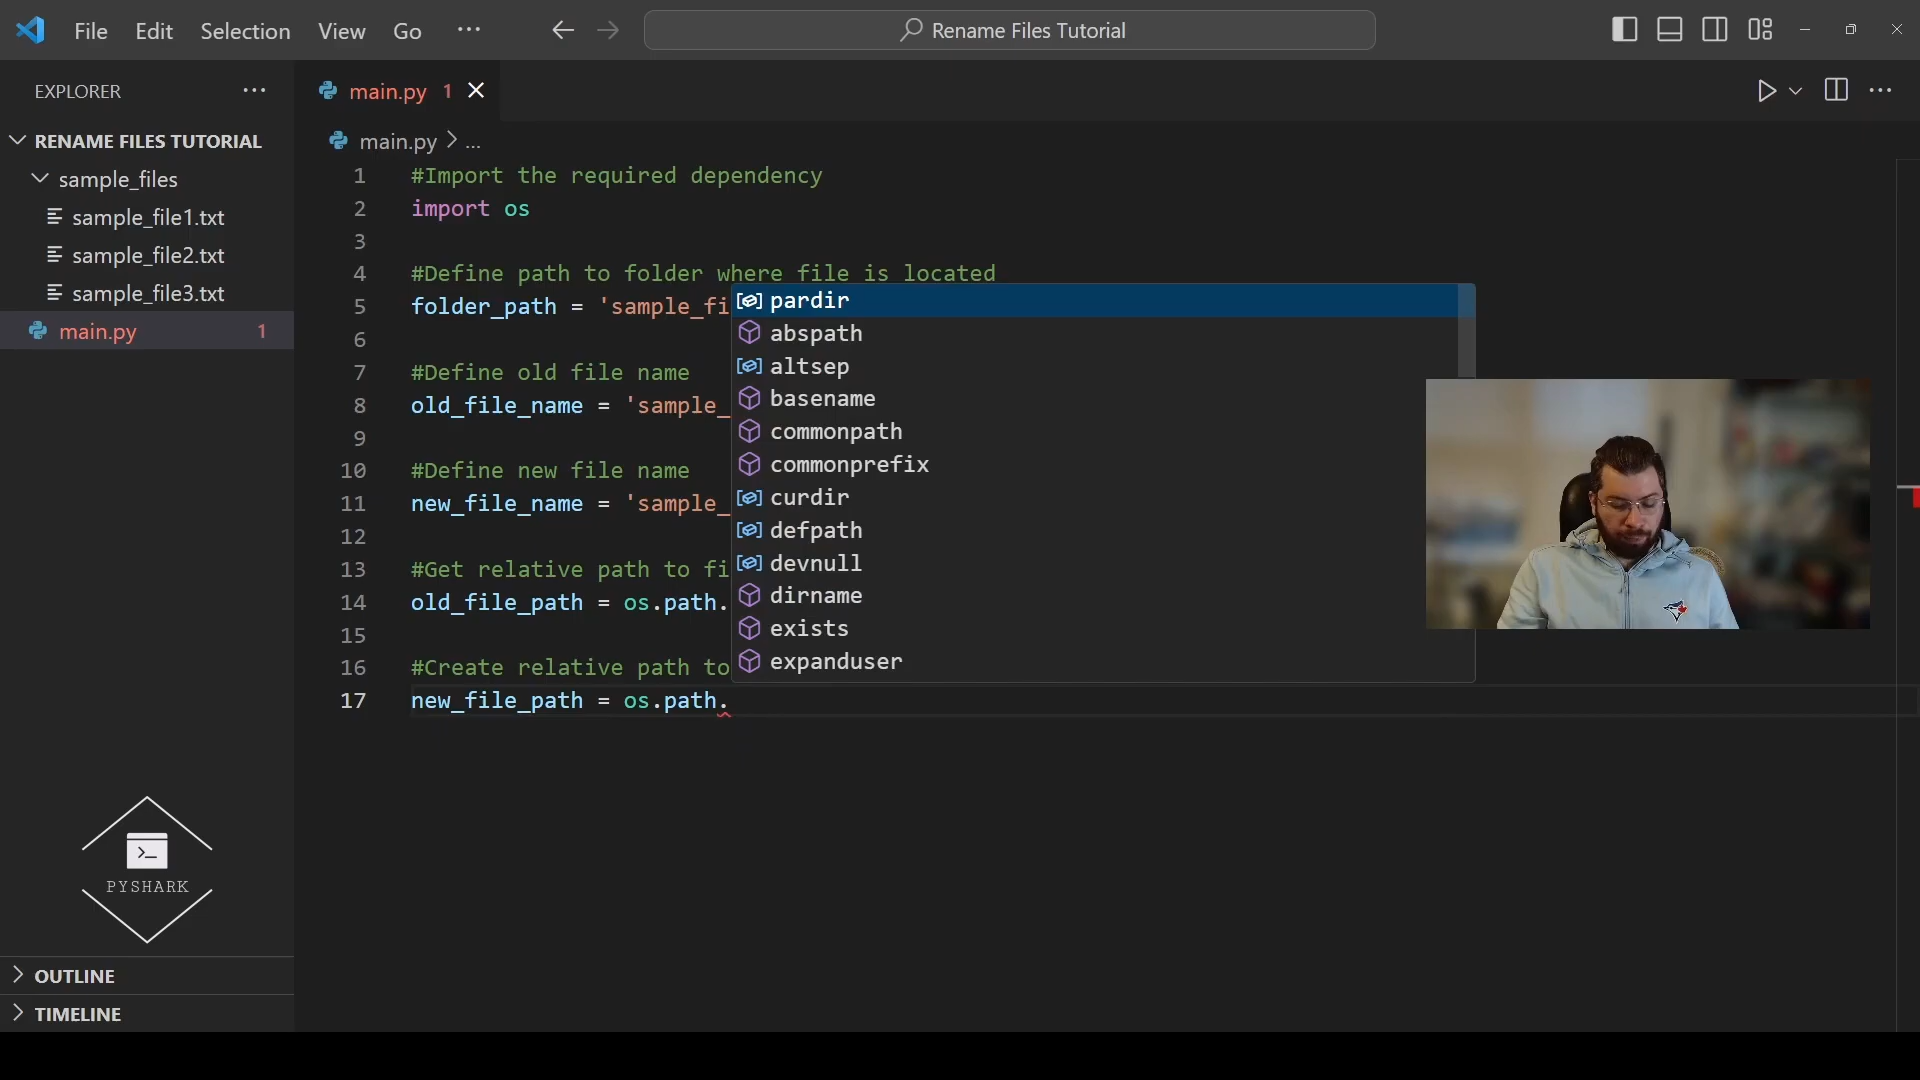 File Edit Selection View Go ···
Rename Files Tutorial
EXPLORER ···
main.py 1
RENAME FILES TUTORIAL
main.py > ...
sample_files
sample_file1.txt
sample_file2.txt
sample_file3.txt
main.py 1
1 #Import the required dependency
2 import os
3
4 #Define path to folder where file is located
5 folder_path = 'sample_fi
6
7 #Define old file name
8 old_file_name = 'sample_
9
10 #Define new file name
11 new_file_name = 'sample_
12
13 #Get relative path to fi
14 old_file_path = os.path.
15
16 #Create relative path to
17 new_file_path = os.path.
pardir
abspath
altsep
basename
commonpath
commonprefix
curdir
defpath
devnull
dirname
exists
expanduser
>_
PYSHARK
OUTLINE
TIMELINE